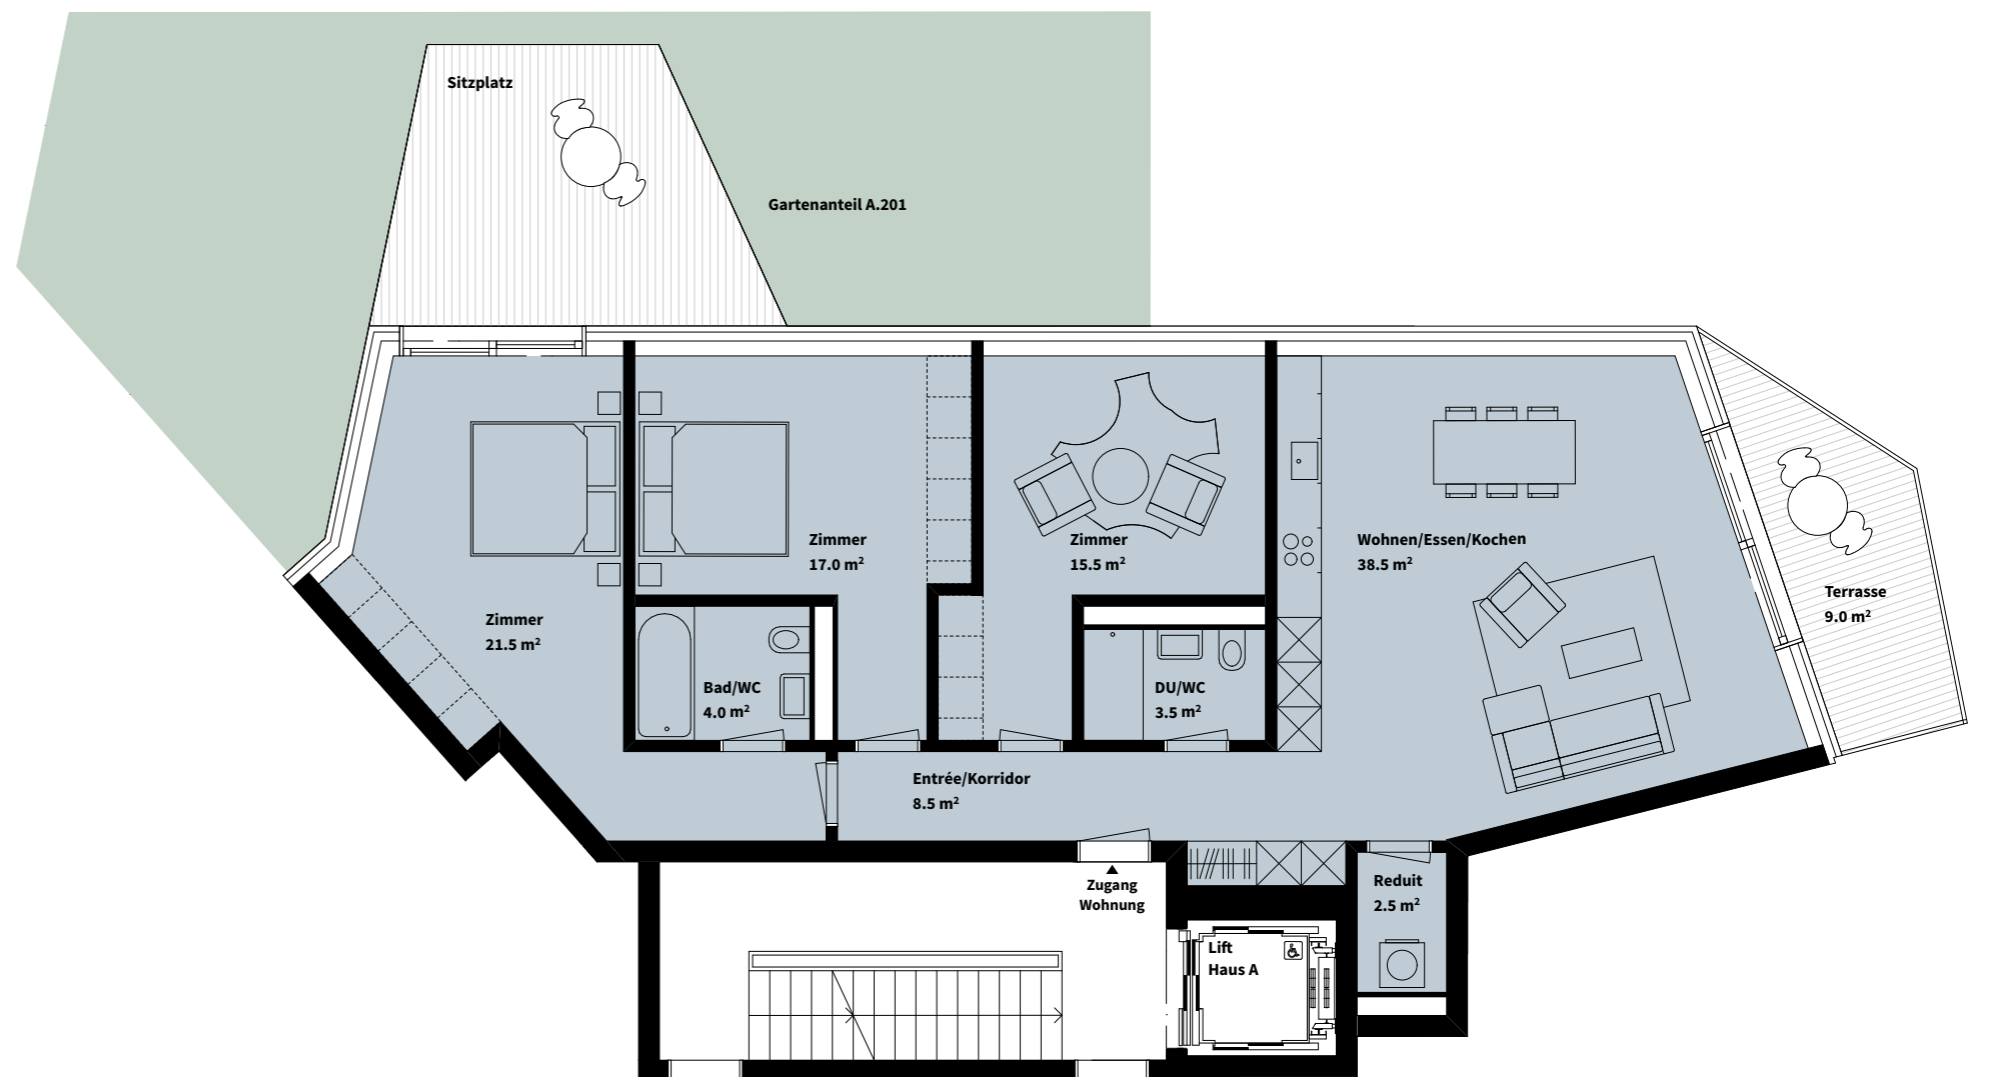 Sitzplatz
Gartenanteil A.201
Zimmer
17.0 m²
Zimmer
15.5 m²
Wohnen/Essen/Kochen
38.5 m²
Terrasse
9.0 m²
Zimmer
21.5 m²
Bad/WC
4.0 m²
DU/WC
3.5 m²
Entrée/Korridor
8.5 m²
Zugang
Wohnung
Reduit
2.5 m²
Lift
Haus A